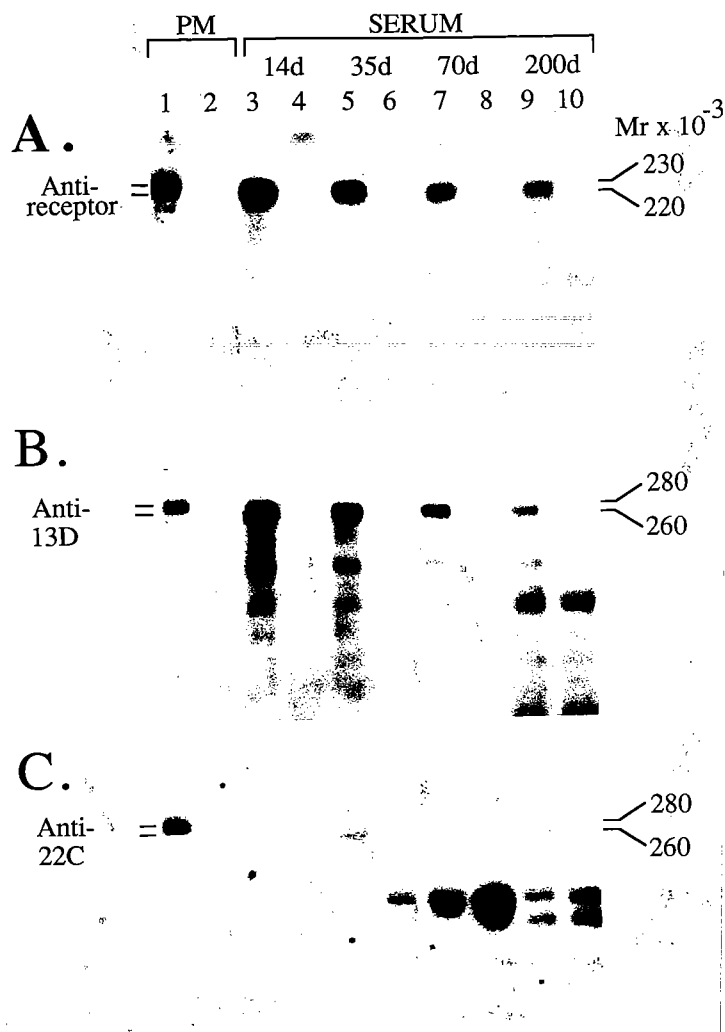 PM SERUM
14d 35d 70d 200d
1 2 3 4 5 6 7 8 9 10
A. Mr x 10-3
Anti-
receptor
230
220
B.
Anti-
13D
280
260
C.
Anti-
22C
280
260